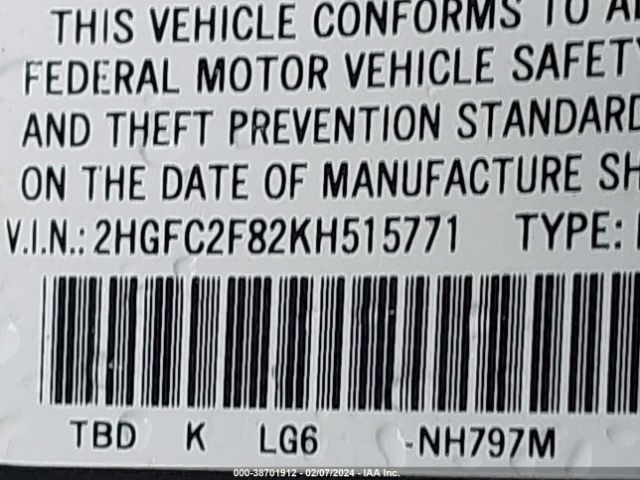 THIS VEHICLE CONFORMS TO
FEDERAL MOTOR VEHICLE SAFETY
AND THEFT PREVENTION STANDARD
ON THE DATE OF MANUFACTURE SH
V.I.N.: 2HGFC2F82KH515771 TYPE:
TBD K LG6 -NH797M
000-38701912 - 02/07/2024 - IAA Inc.